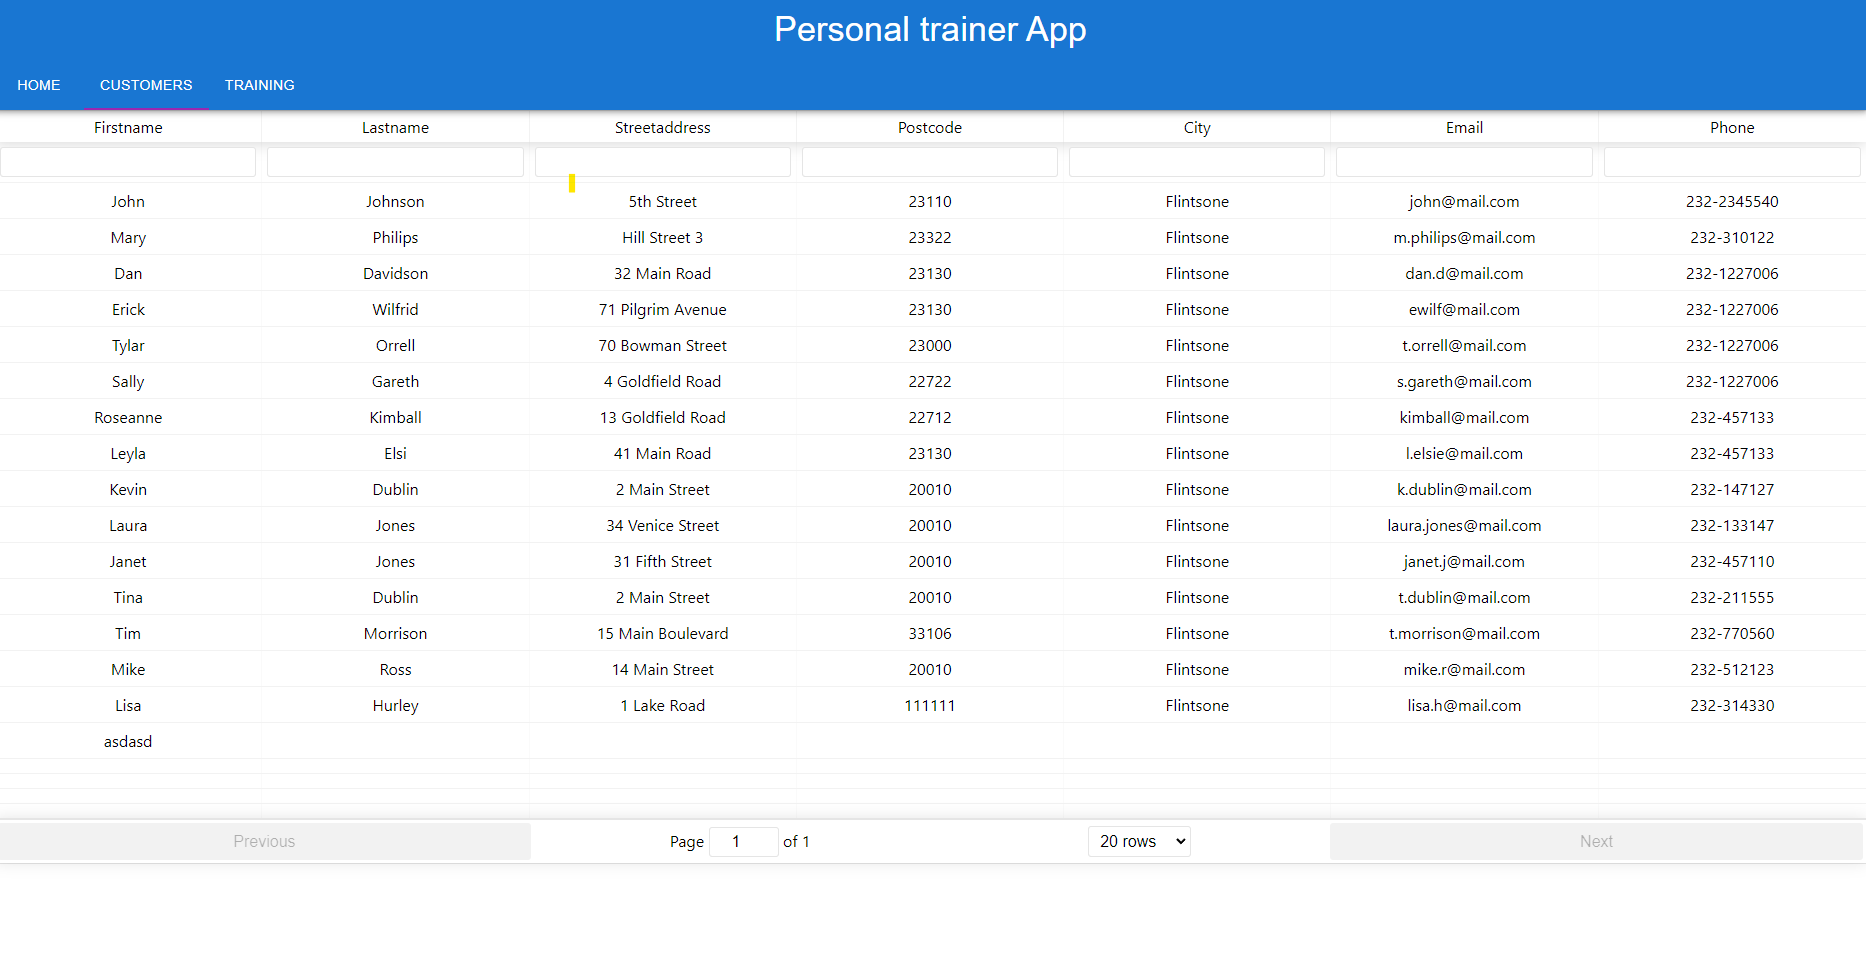 Personal trainer App
HOME CUSTOMERS TRAINING
Firstname Lastname Streetaddress Postcode City Email Phone
John Johnson 5th Street 23110 Flintsone john@mail.com 232-2345540
Mary Philips Hill Street 3 23322 Flintsone m.philips@mail.com 232-310122
Dan Davidson 32 Main Road 23130 Flintsone dan.d@mail.com 232-1227006
Erick Wilfrid 71 Pilgrim Avenue 23130 Flintsone ewilf@mail.com 232-1227006
Tylar Orrell 70 Bowman Street 23000 Flintsone t.orrell@mail.com 232-1227006
Sally Gareth 4 Goldfield Road 22722 Flintsone s.gareth@mail.com 232-1227006
Roseanne Kimball 13 Goldfield Road 22712 Flintsone kimball@mail.com 232-457133
Leyla Elsi 41 Main Road 23130 Flintsone l.elsie@mail.com 232-457133
Kevin Dublin 2 Main Street 20010 Flintsone k.dublin@mail.com 232-147127
Laura Jones 34 Venice Street 20010 Flintsone laura.jones@mail.com 232-133147
Janet Jones 31 Fifth Street 20010 Flintsone janet.j@mail.com 232-457110
Tina Dublin 2 Main Street 20010 Flintsone t.dublin@mail.com 232-211555
Tim Morrison 15 Main Boulevard 33106 Flintsone t.morrison@mail.com 232-770560
Mike Ross 14 Main Street 20010 Flintsone mike.r@mail.com 232-512123
Lisa Hurley 1 Lake Road 111111 Flintsone lisa.h@mail.com 232-314330
asdasd
Previous Page 1 of 1 20 rows Next